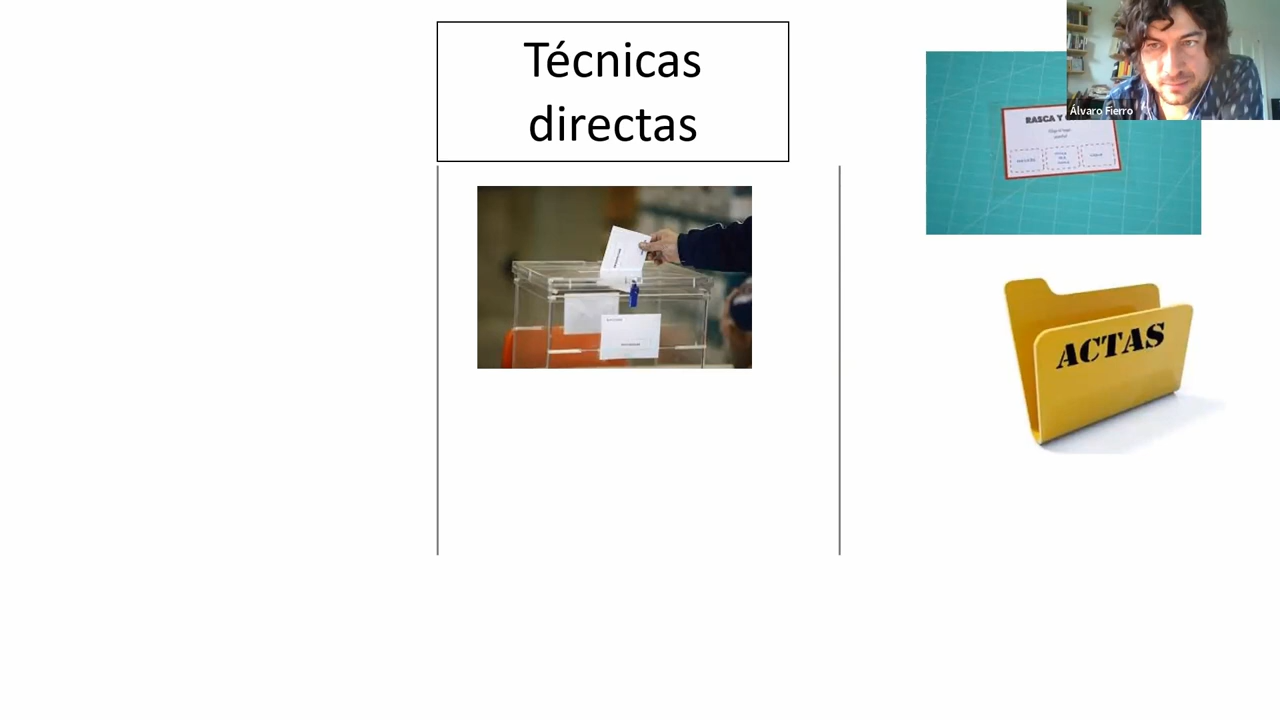 Técnicas
directas
Álvaro Fierro
RASCA Y
ACTAS